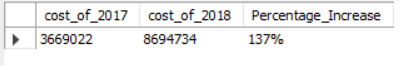 cost_of_2017 cost_of_2018 Percentage_Increase
3669022 8694734 137%